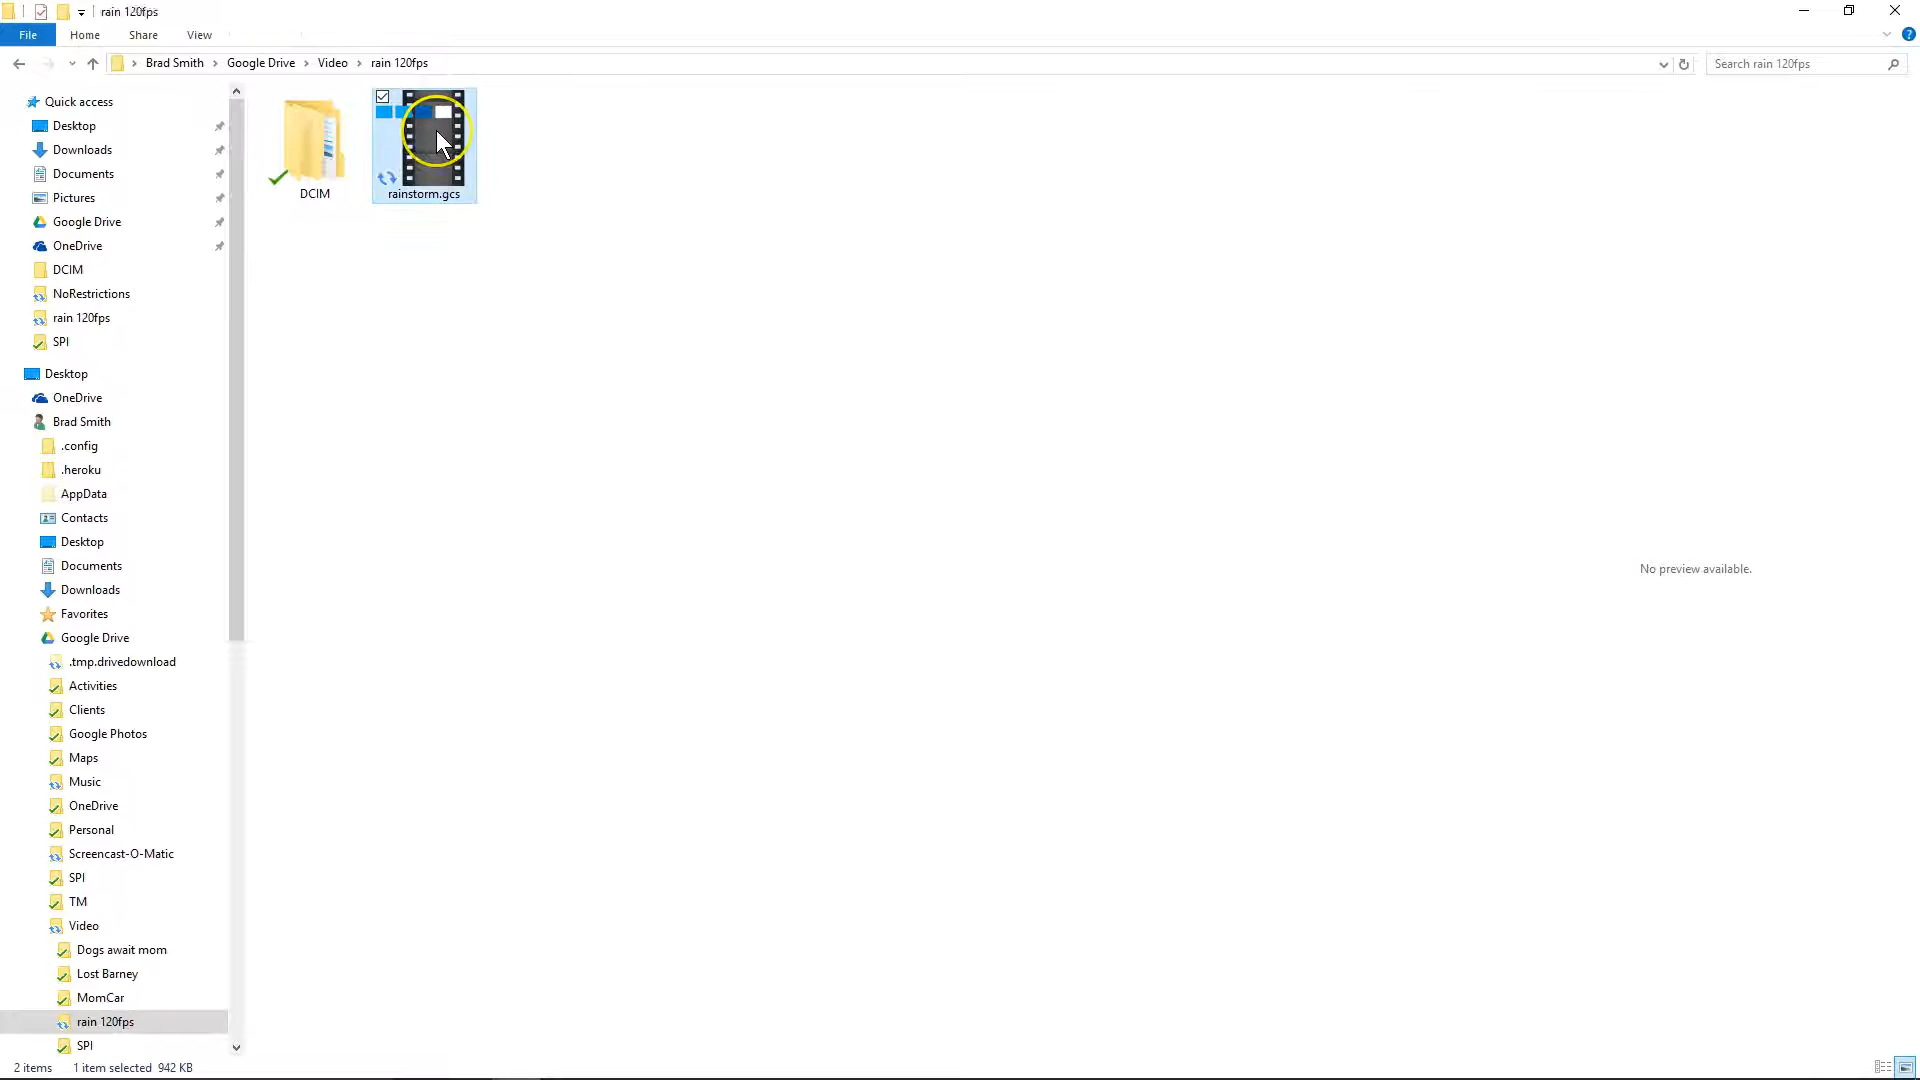 rain 120fps
File Home Share View
Brad Smith Google Drive Video rain 120fps
Search rain 120fps
Quick access
Desktop
Downloads
Documents
Pictures
Google Drive
OneDrive
DCIM
NoRestrictions
rain 120fps
SPI
Desktop
OneDrive
Brad Smith
.config
.heroku
AppData
Contacts
Desktop
Documents
Downloads
Favorites
Google Drive
.tmp.drivedownload
Activities
Clients
Google Photos
Maps
Music
OneDrive
Personal
Screencast-O-Matic
SPI
TM
Video
Dogs await mom
Lost Barney
MomCar
rain 120fps
SPI
DCIM
rainstorm.gcs
No preview available.
2 items 1 item selected 942 KB